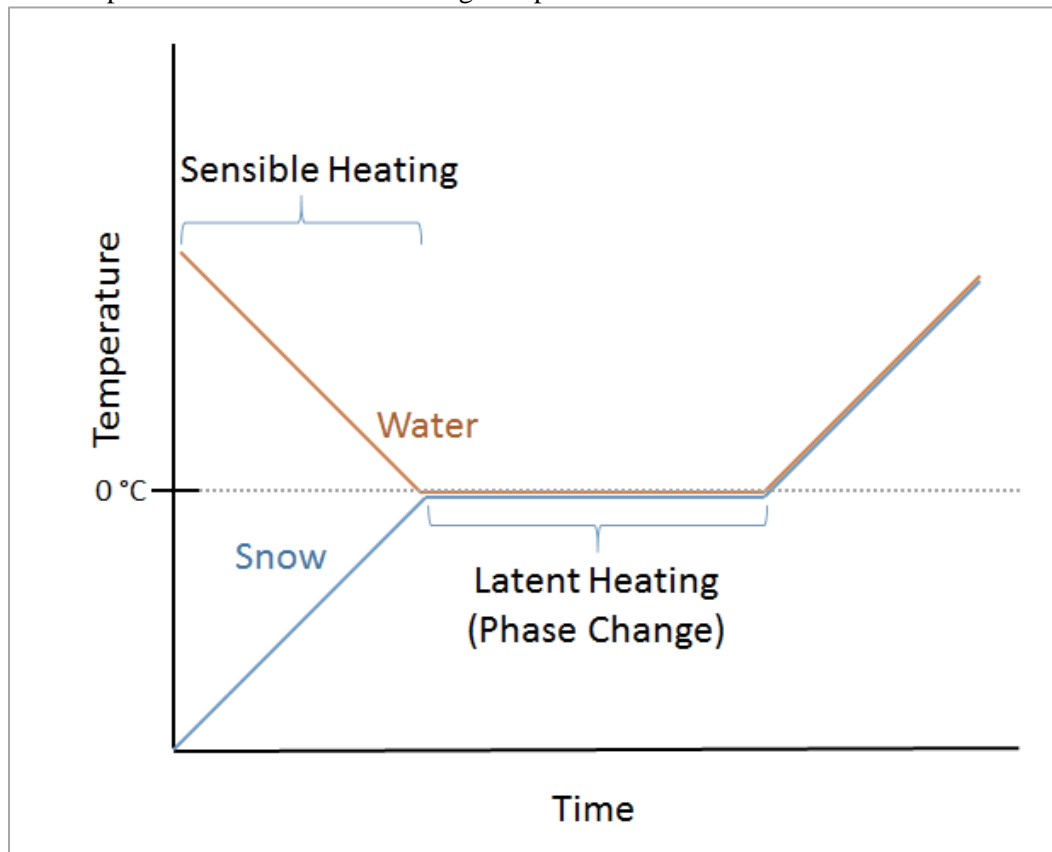 Sensible Heating
Temperature
Water
0 °C
Snow
Latent Heating
(Phase Change)
Time